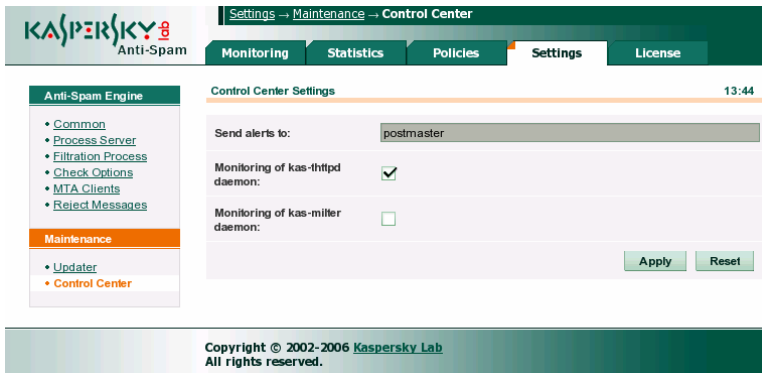 Settings → Maintenance → Control Center
KASPERSKY lab
Anti-Spam
Monitoring
Statistics
Policies
Settings
License
Anti-Spam Engine
• Common
• Process Server
• Filtration Process
• Check Options
• MTA Clients
• Reject Messages
Maintenance
• Updater
• Control Center
Control Center Settings
13:44
Send alerts to:
postmaster
Monitoring of kas-thttpd
daemon:
Monitoring of kas-milter
daemon:
Apply
Reset
Copyright © 2002-2006 Kaspersky Lab
All rights reserved.